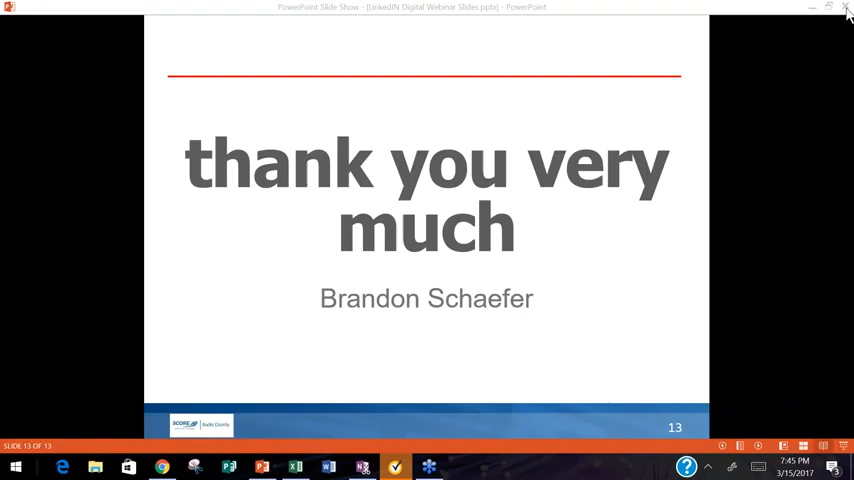 PowerPoint Slide Show - [LinkedIN Digital Webinar Slides.pptx] - PowerPoint
thank you very
much
Brandon Schaefer
SCORE Bucks County
13
SLIDE 13 OF 13
7:45 PM
3/15/2017
3